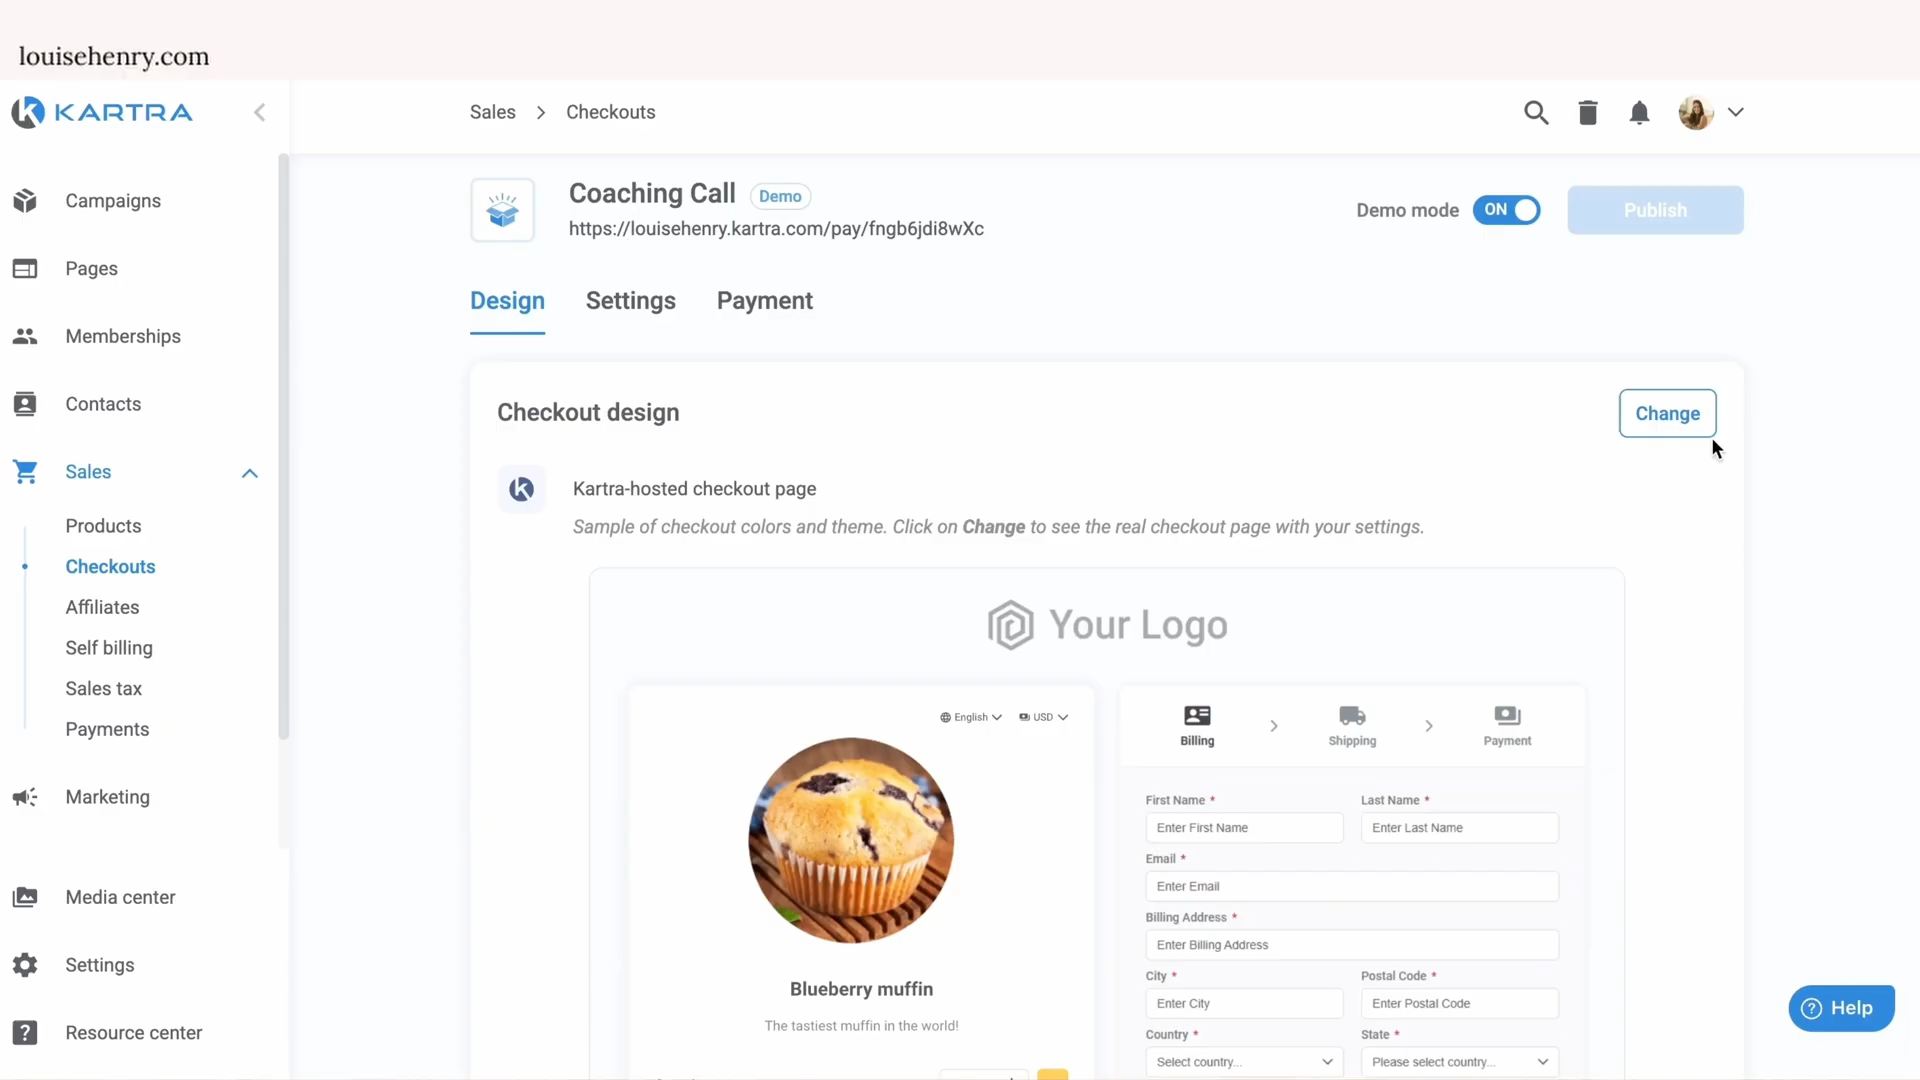 louisehenry.com
KARTRA
Sales > Checkouts
Campaigns
Pages
Memberships
Contacts
Sales
Products
Checkouts
Affiliates
Self billing
Sales tax
Payments
Marketing
Media center
Settings
Resource center
Coaching Call Demo
https://louisehenry.kartra.com/pay/fngb6jdi8wXc
Demo mode ON Publish
Design Settings Payment
Checkout design
Change
Kartra-hosted checkout page
Sample of checkout colors and theme. Click on Change to see the real checkout page with your settings.
Your Logo
English USD
Blueberry muffin
The tastiest muffin in the world!
Billing > Shipping > Payment
First Name * Last Name *
Enter First Name Enter Last Name
Email *
Enter Email
Billing Address *
Enter Billing Address
City * Postal Code *
Enter City Enter Postal Code
Country * State *
Select country... Please select country...
? Help